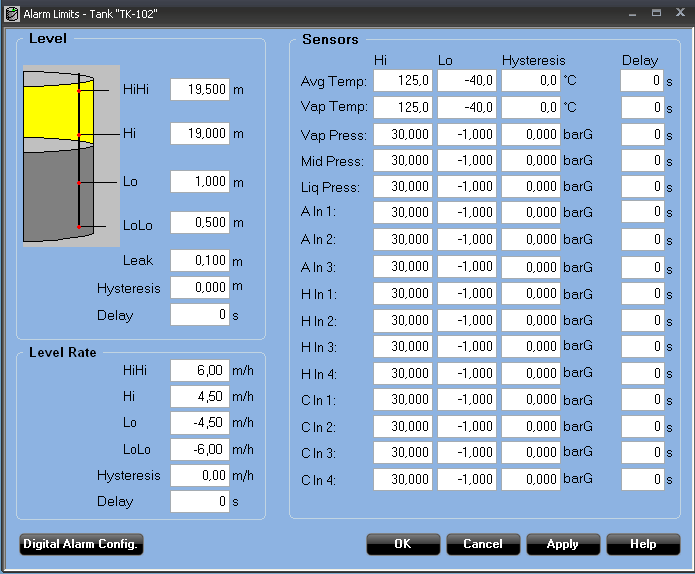 Alarm Limits - Tank "TK-102"
Level
HiHi 19,500 m
Hi 19,000 m
Lo 1,000 m
LoLo 0,500 m
Leak 0,100 m
Hysteresis 0,000 m
Delay 0 s
Level Rate
HiHi 6,00 m/h
Hi 4,50 m/h
Lo -4,50 m/h
LoLo -6,00 m/h
Hysteresis 0,00 m/h
Delay 0 s
Sensors
Hi Lo Hysteresis Delay
Avg Temp: 125,0 -40,0 0,0 °C 0 s
Vap Temp: 125,0 -40,0 0,0 °C 0 s
Vap Press: 30,000 -1,000 0,000 barG 0 s
Mid Press: 30,000 -1,000 0,000 barG 0 s
Liq Press: 30,000 -1,000 0,000 barG 0 s
A In 1: 30,000 -1,000 0,000 barG 0 s
A In 2: 30,000 -1,000 0,000 barG 0 s
A In 3: 30,000 -1,000 0,000 barG 0 s
H In 1: 30,000 -1,000 0,000 barG 0 s
H In 2: 30,000 -1,000 0,000 barG 0 s
H In 3: 30,000 -1,000 0,000 barG 0 s
H In 4: 30,000 -1,000 0,000 barG 0 s
C In 1: 30,000 -1,000 0,000 barG 0 s
C In 2: 30,000 -1,000 0,000 barG 0 s
C In 3: 30,000 -1,000 0,000 barG 0 s
C In 4: 30,000 -1,000 0,000 barG 0 s
Digital Alarm Config. OK Cancel Apply Help